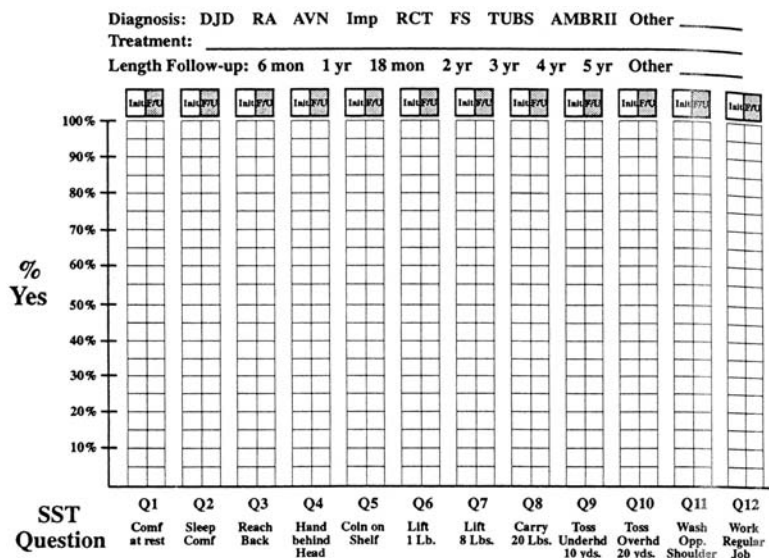 Diagnosis: DJD RA AVN Imp RCT FS TUBS AMBRII Other
Treatment:
Length Follow-up: 6 mon 1 yr 18 mon 2 yr 3 yr 4 yr 5 yr Other
Init F/U Init F/U Init F/U Init F/U Init F/U Init F/U Init F/U Init F/U Init F/U Init F/U Init F/U Init F/U
100%
90%
80%
70%
60%
% Yes
50%
40%
30%
20%
10%
SST Question
Q1 Q2 Q3 Q4 Q5 Q6 Q7 Q8 Q9 Q10 Q11 Q12
Comf Sleep Reach Hand Coin on Lift Lift Carry Toss Toss Wash Work
at rest Comf Back behind Shelf 1 Lb. 8 Lbs. 20 Lbs. Underhd Overhd Opp. Regular
Head 10 yds. 20 yds. Shoulder Job